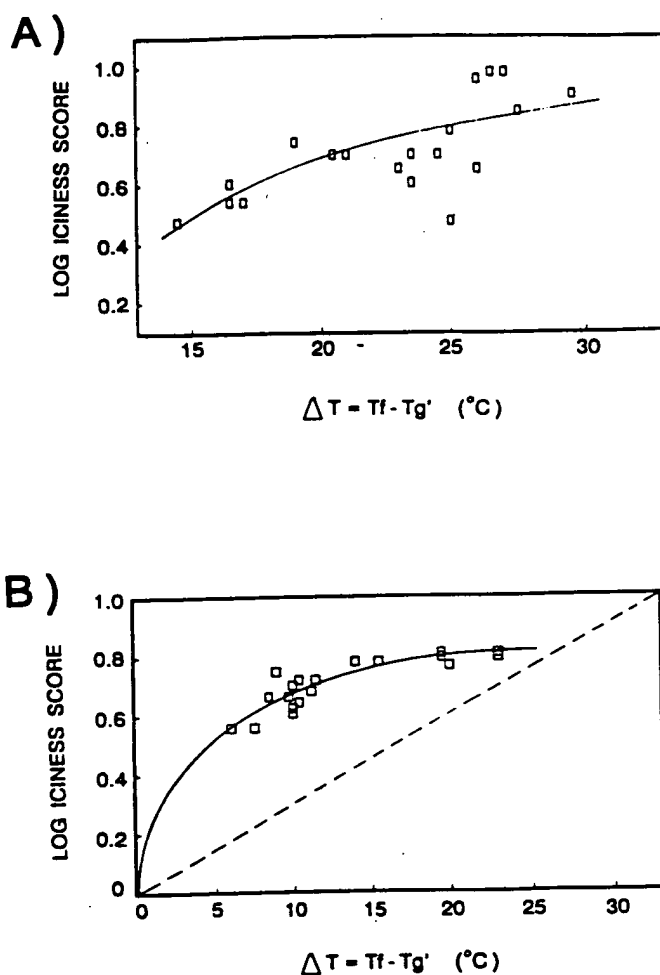 A)
LOG ICINESS SCORE
1.0
0.8
0.6
0.4
0.2
15 20 25 30
Δ T = Tf - Tg' (°C)
B)
LOG ICINESS SCORE
1.0
0.8
0.6
0.4
0.2
0
0 5 10 15 20 25 30
Δ T = Tf - Tg' (°C)